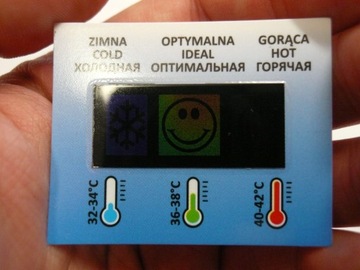 ZIMNA
COLD
ХОЛОДНАЯ
OPTYMALNA
IDEAL
ОПТИМАЛЬНАЯ
GORĄCA
HOT
ГОРЯЧАЯ
32-34°C
36-38°C
40-42°C